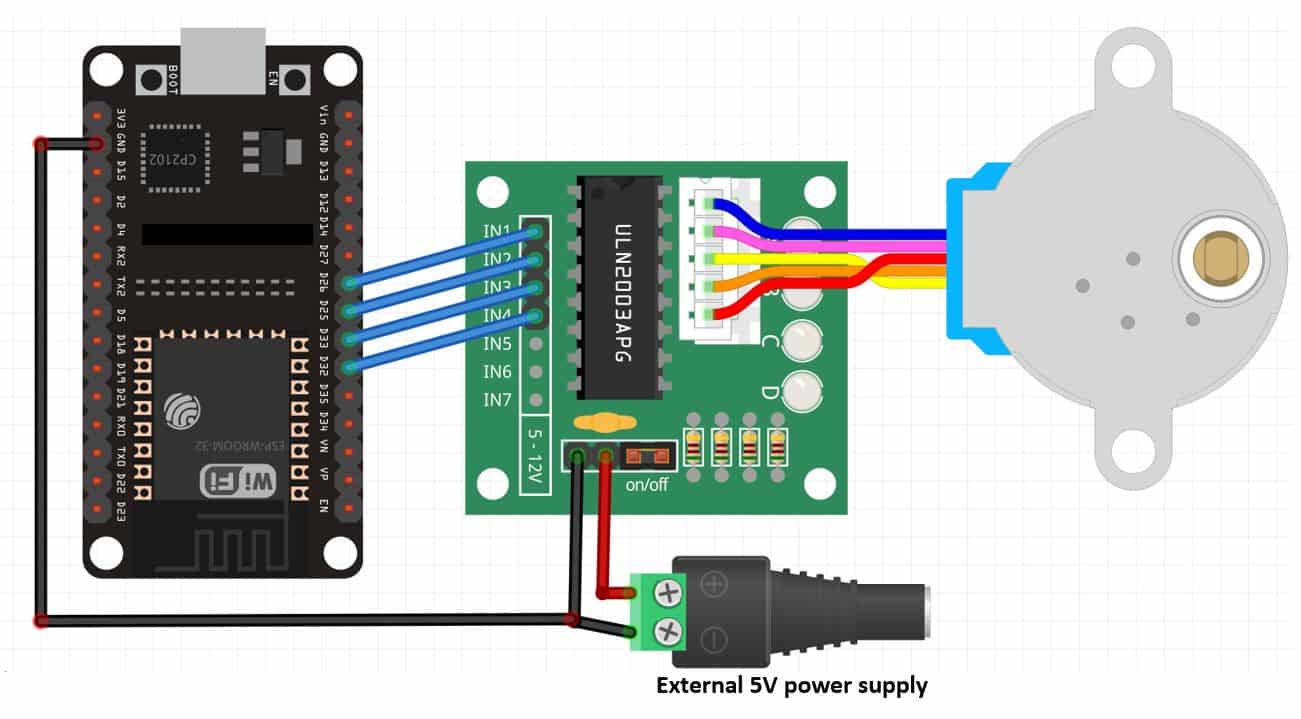 BOOT
EN
3V3
GND
D15
D2
D4
RX2
TX2
D5
D18
D19
D21
RX0
TX0
D22
D23
Vin
GND
D13
D12
D14
D27
D26
D25
D33
D32
D35
D34
VN
VP
EN
CP2102
ESP-WROOM-32
WiFi
IN1
IN2
IN3
IN4
IN5
IN6
IN7
5 - 12V
ULN2003APG
B
C
D
on/off
External 5V power supply